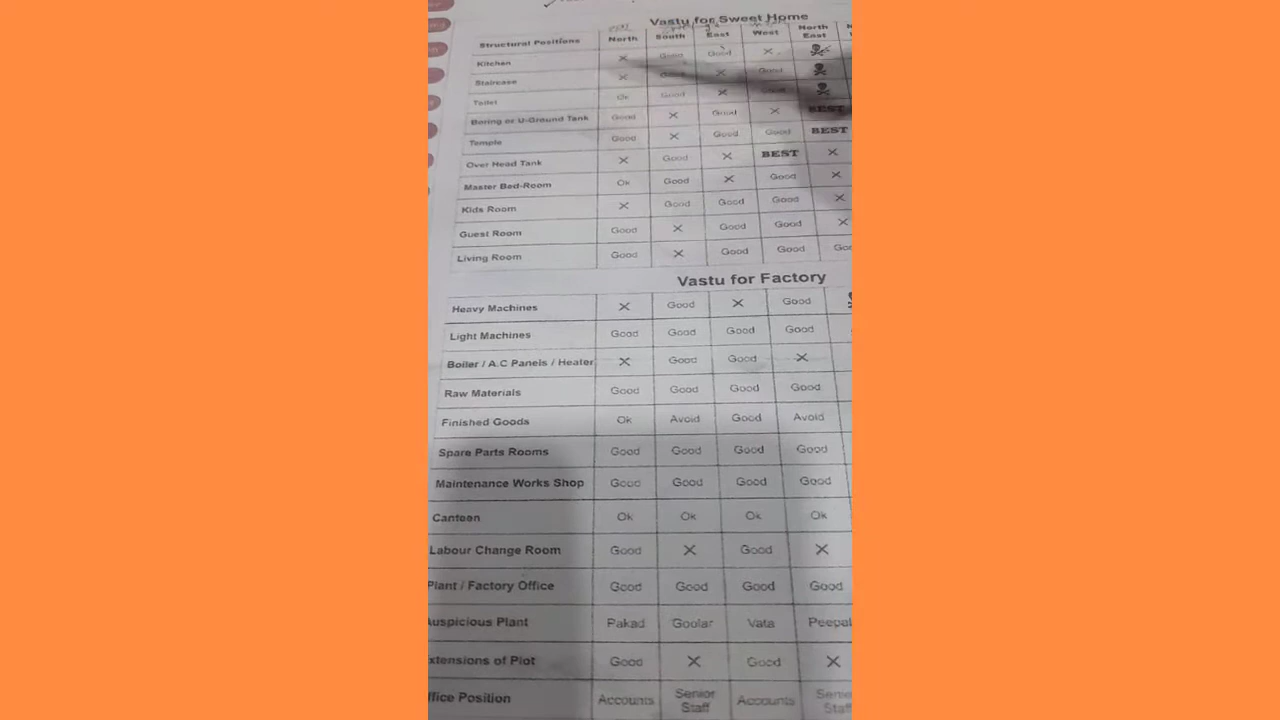 Vastu for Sweet Home
Structural Positions North South East West North East
Kitchen × Good Good ×
Staircase × Good × Good
Toilet Ok Good × Good
Boring or U-Ground Tank Good × Good × BEST
Temple Good × Good Good BEST
Over Head Tank × Good × BEST ×
Master Bed-Room Ok Good × Good ×
Kids Room × Good Good Good ×
Guest Room Good × Good Good ×
Living Room Good × Good Good Goo
Vastu for Factory
Heavy Machines × Good × Good
Light Machines Good Good Good Good
Boiler / A.C Panels / Heater × Good Good ×
Raw Materials Good Good Good Good
Finished Goods Ok Avoid Good Avoid
Spare Parts Rooms Good Good Good Good
Maintenance Works Shop Good Good Good Good
Canteen Ok Ok Ok Ok
Labour Change Room Good × Good ×
Plant / Factory Office Good Good Good Good
Auspicious Plant Pakad Goolar Vata Peepal
xtensions of Plot Good × Good ×
ffice Position Accounts Senior Staff Accounts Senio Staf